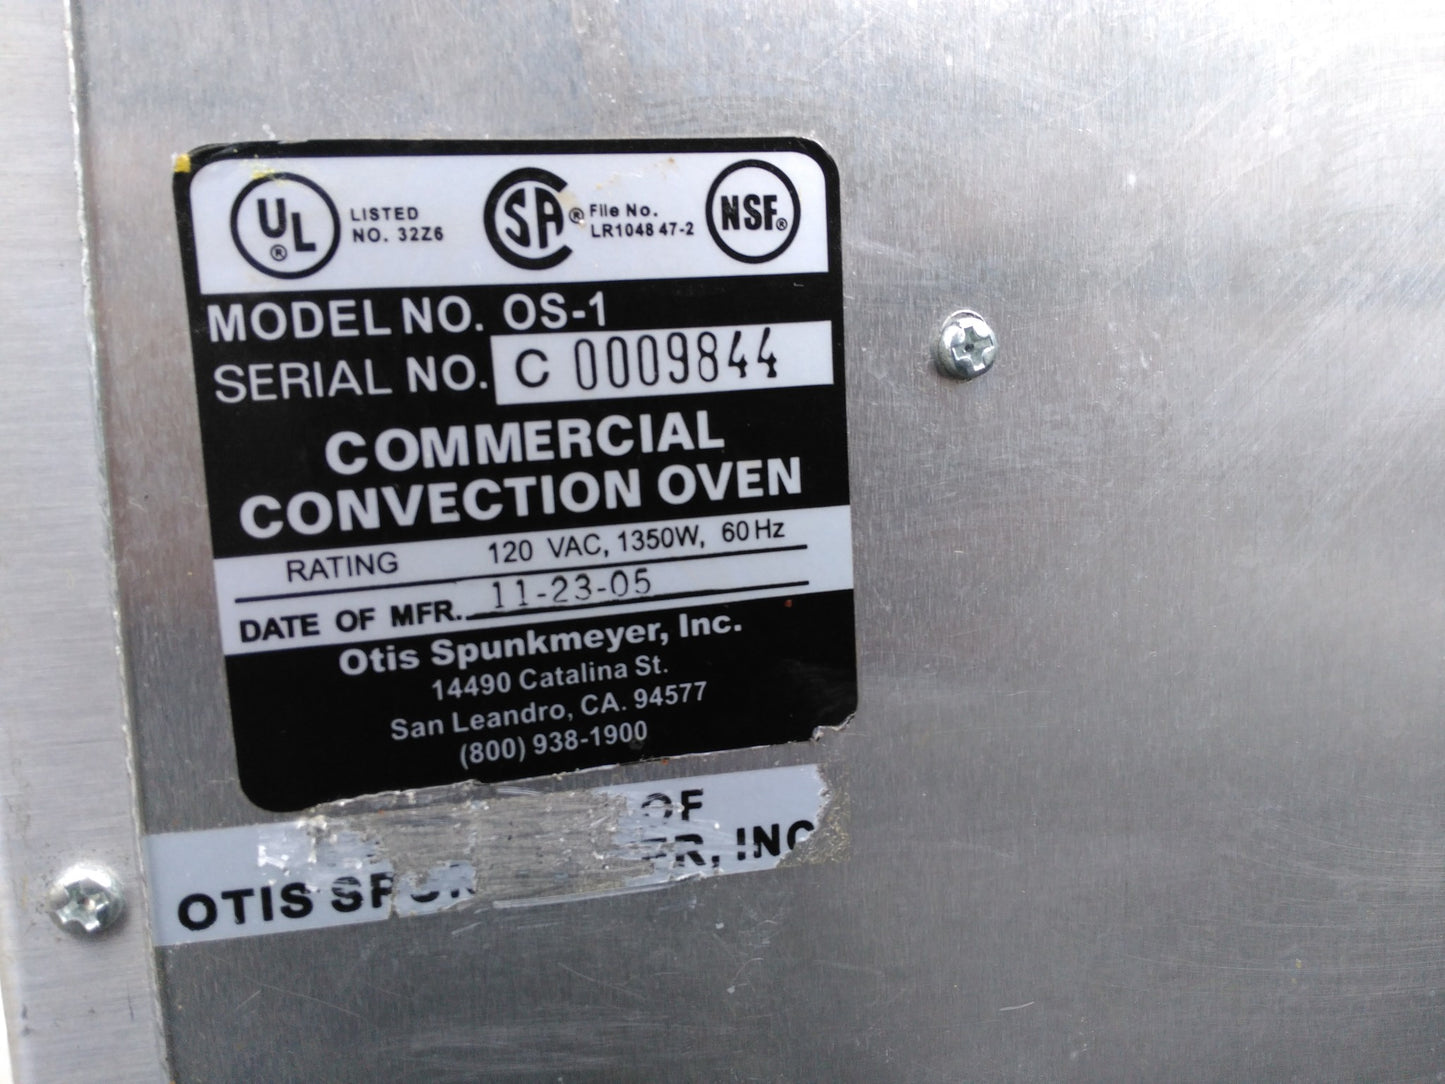 UL ® LISTED NO. 32Z6
SA ® File No. LR1048 47-2
NSF®
MODEL NO. OS-1
SERIAL NO. C 0009844
COMMERCIAL
CONVECTION OVEN
RATING 120 VAC, 1350W, 60 Hz
DATE OF MFR. 11-23-05
Otis Spunkmeyer, Inc.
14490 Catalina St.
San Leandro, CA. 94577
(800) 938-1900
OF
OTIS INC